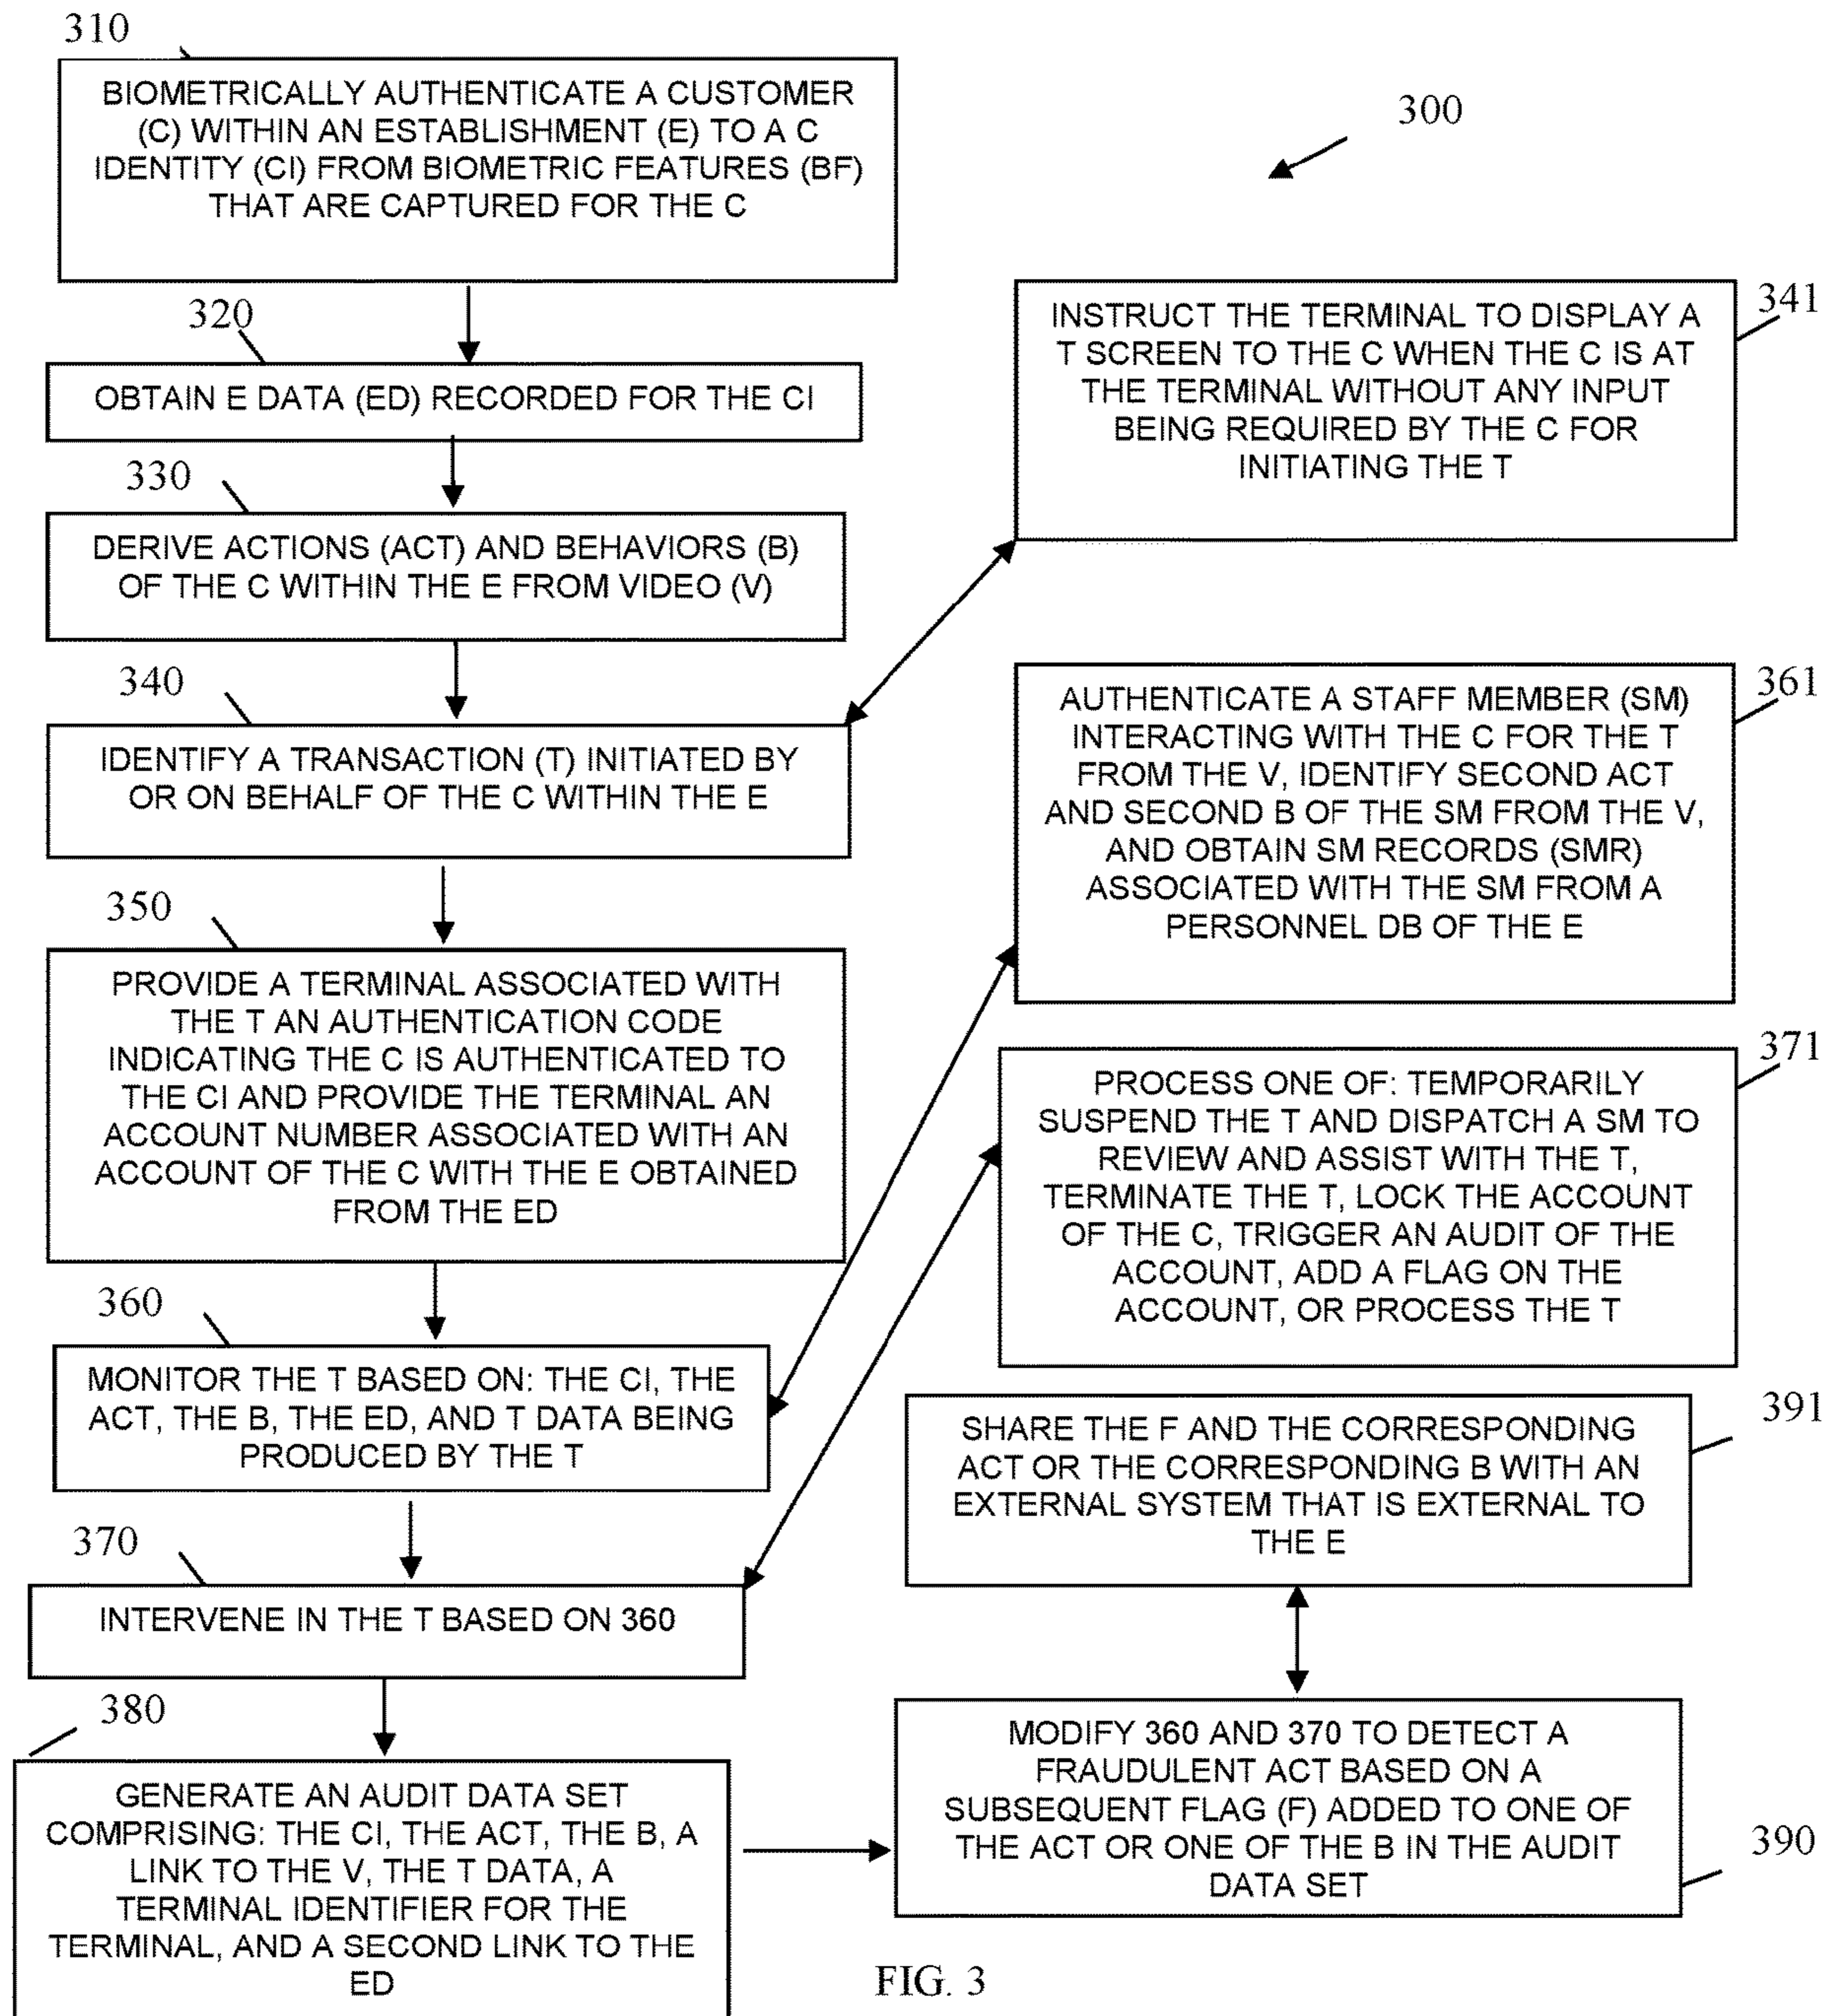 310
BIOMETRICALLY AUTHENTICATE A CUSTOMER
(C) WITHIN AN ESTABLISHMENT (E) TO A C
IDENTITY (CI) FROM BIOMETRIC FEATURES (BF)
THAT ARE CAPTURED FOR THE C
300
320
OBTAIN E DATA (ED) RECORDED FOR THE CI
330
DERIVE ACTIONS (ACT) AND BEHAVIORS (B)
OF THE C WITHIN THE E FROM VIDEO (V)
340
IDENTIFY A TRANSACTION (T) INITIATED BY
OR ON BEHALF OF THE C WITHIN THE E
341
INSTRUCT THE TERMINAL TO DISPLAY A
T SCREEN TO THE C WHEN THE C IS AT
THE TERMINAL WITHOUT ANY INPUT
BEING REQUIRED BY THE C FOR
INITIATING THE T
350
PROVIDE A TERMINAL ASSOCIATED WITH
THE T AN AUTHENTICATION CODE
INDICATING THE C IS AUTHENTICATED TO
THE CI AND PROVIDE THE TERMINAL AN
ACCOUNT NUMBER ASSOCIATED WITH AN
ACCOUNT OF THE C WITH THE E OBTAINED
FROM THE ED
360
MONITOR THE T BASED ON: THE CI, THE
ACT, THE B, THE ED, AND T DATA BEING
PRODUCED BY THE T
361
AUTHENTICATE A STAFF MEMBER (SM)
INTERACTING WITH THE C FOR THE T
FROM THE V, IDENTIFY SECOND ACT
AND SECOND B OF THE SM FROM THE V,
AND OBTAIN SM RECORDS (SMR)
ASSOCIATED WITH THE SM FROM A
PERSONNEL DB OF THE E
370
INTERVENE IN THE T BASED ON 360
371
PROCESS ONE OF: TEMPORARILY
SUSPEND THE T AND DISPATCH A SM TO
REVIEW AND ASSIST WITH THE T,
TERMINATE THE T, LOCK THE ACCOUNT
OF THE C, TRIGGER AN AUDIT OF THE
ACCOUNT, ADD A FLAG ON THE
ACCOUNT, OR PROCESS THE T
380
GENERATE AN AUDIT DATA SET
COMPRISING: THE CI, THE ACT, THE B, A
LINK TO THE V, THE T DATA, A
TERMINAL IDENTIFIER FOR THE
TERMINAL, AND A SECOND LINK TO THE
ED
391
SHARE THE F AND THE CORRESPONDING
ACT OR THE CORRESPONDING B WITH AN
EXTERNAL SYSTEM THAT IS EXTERNAL TO
THE E
390
MODIFY 360 AND 370 TO DETECT A
FRAUDULENT ACT BASED ON A
SUBSEQUENT FLAG (F) ADDED TO ONE OF
THE ACT OR ONE OF THE B IN THE AUDIT
DATA SET
FIG. 3